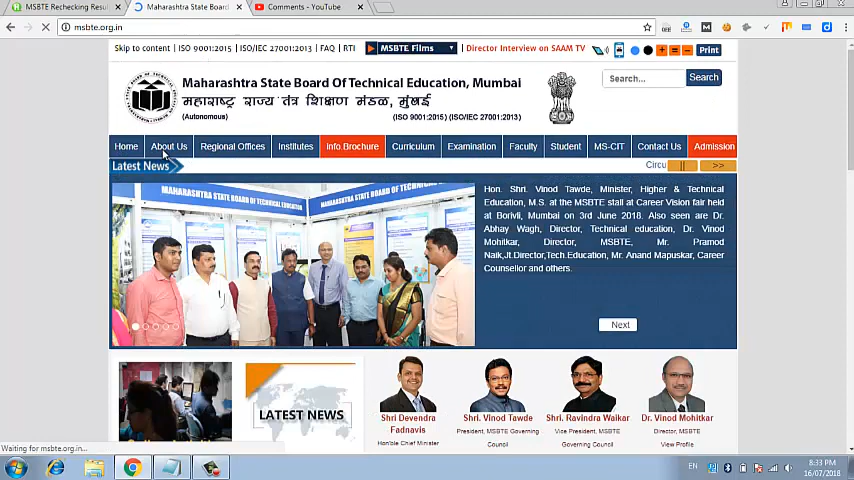 MSBTE Rechecking Resul
Maharashtra State Board
Comments - YouTube
msbte.org.in
Skip to content | ISO 9001:2015 | ISO/IEC 27001:2013 | FAQ | RTI
MSBTE Films
Director Interview on SAAM TV
+ = -
Print
Maharashtra State Board Of Technical Education, Mumbai
महाराष्ट्र राज्य तंत्र शिक्षण मंडळ, मुंबई
(Autonomous)
(ISO 9001:2015) (ISO/IEC 27001:2013)
Search...
Search
Home About Us Regional Offices Institutes Info Brochure Curriculum Examination Faculty Student MS-CIT Contact Us Admission
Latest News
Circu
||
>>
MAHARASHTRA STATE BOARD OF TECHNICAL EDUCATION
MAHARASHTRA STATE BOARD OF
Hon. Shri. Vinod Tawde, Minister, Higher & Technical
Education, M.S. at the MSBTE stall at Career Vision fair held
at Borivli, Mumbai on 3rd June 2018. Also seen are Dr.
Abhay Wagh, Director, Technical education, Dr. Vinod
Mohitkar, Director, MSBTE, Mr. Pramod
Naik,Jt.Director,Tech.Education, Mr. Anand Mapuskar, Career
Counsellor and others.
Next
LATEST NEWS
Shri Devendra
Fadnavis
Hon'ble Chief Minister
Shri. Vinod Tawde
President, MSBTE Governing
Council
Shri. Ravindra Waikar
Vice President, MSBTE
Governing Council
Dr. Vinod Mohitkar
Director, MSBTE
View Profile
Waiting for msbte.org.in...
EN
8:33 PM
16/07/2018